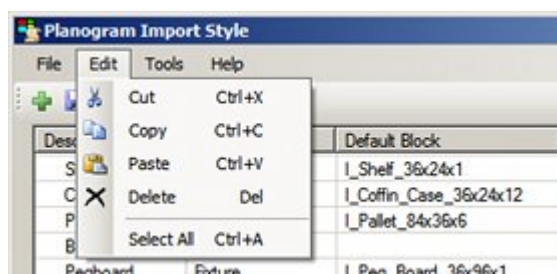 Planogram Import Style
File Edit Tools Help
Cut Ctrl+X
Copy Ctrl+C
Paste Ctrl+V
Delete Del
Select All Ctrl+A
Desc Default Block
S I_Shelf_36x24x1
C I_Coffin_Case_36x24x12
P I_Pallet_84x36x6
B
Pegboard Fixture I_Peg_Board_36x96x1